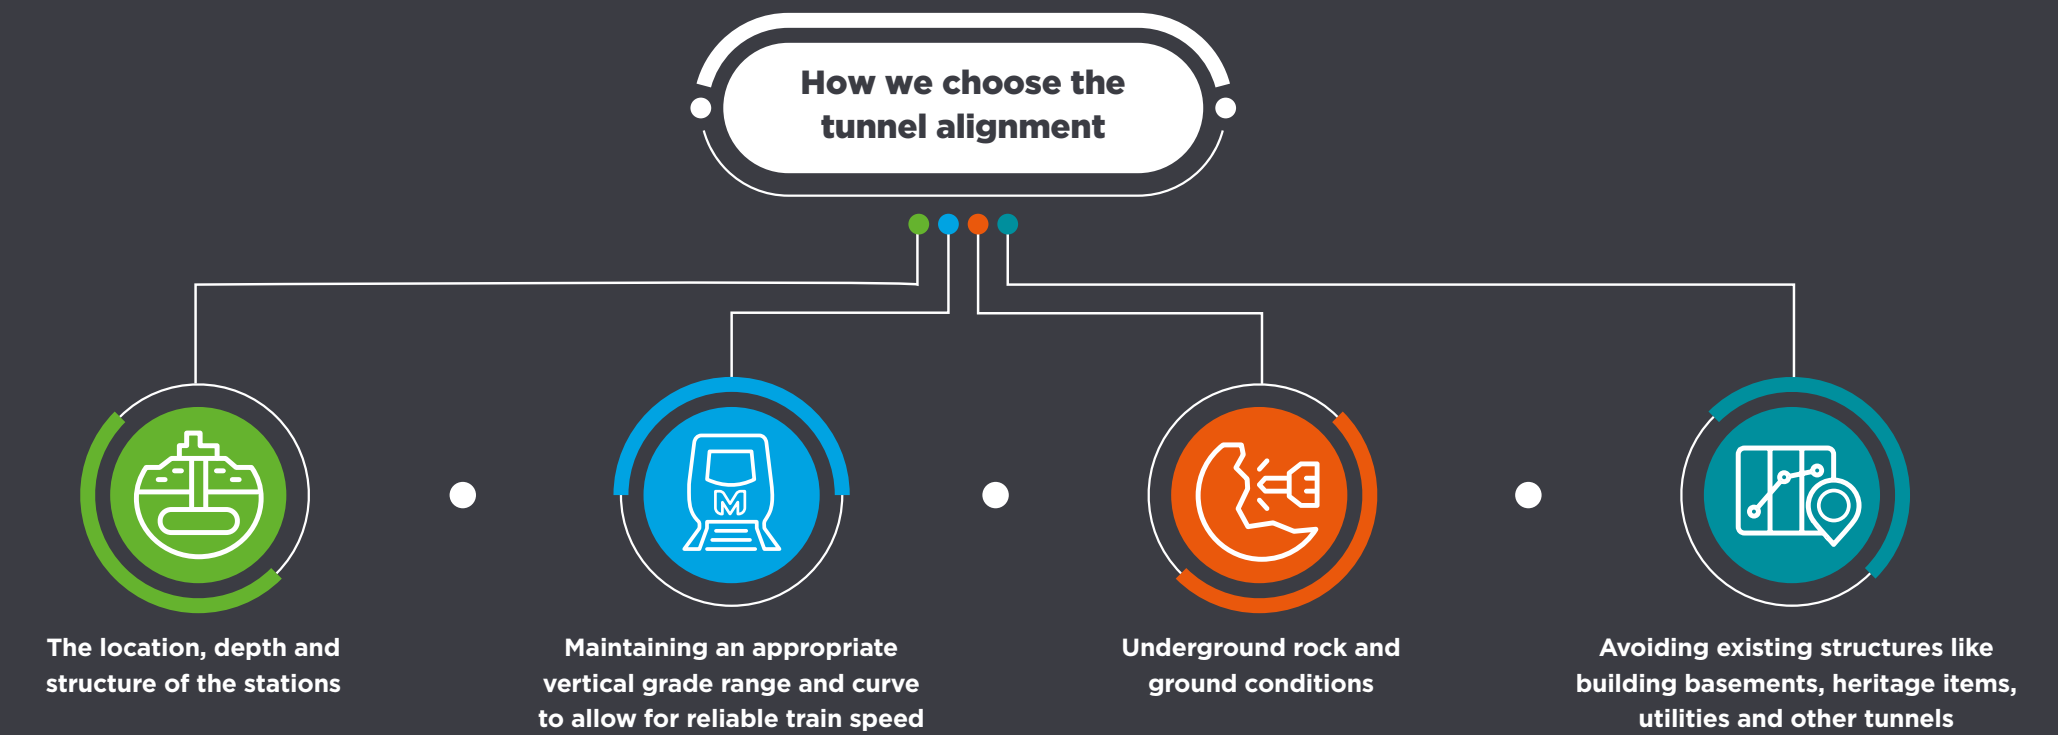 How we choose the
tunnel alignment
The location, depth and
structure of the stations
Maintaining an appropriate
vertical grade range and curve
to allow for reliable train speed
Underground rock and
ground conditions
Avoiding existing structures like
building basements, heritage items,
utilities and other tunnels
M